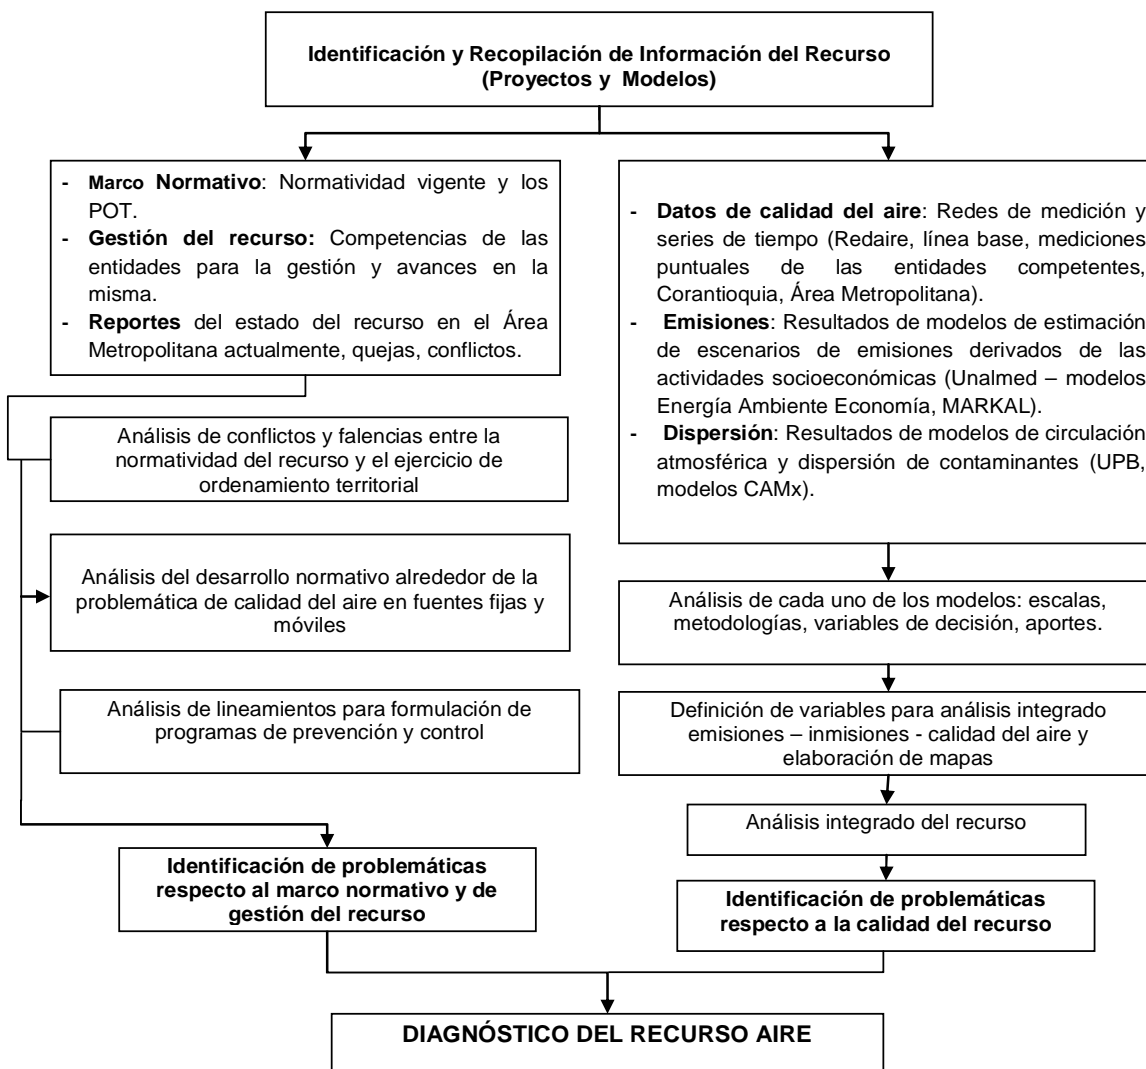 Identificación y Recopilación de Información del Recurso
(Proyectos y Modelos)
- Marco Normativo: Normatividad vigente y los
POT.
- Gestión del recurso: Competencias de las
entidades para la gestión y avances en la
misma.
- Reportes del estado del recurso en el Área
Metropolitana actualmente, quejas, conflictos.
Análisis de conflictos y falencias entre la
normatividad del recurso y el ejercicio de
ordenamiento territorial
Análisis del desarrollo normativo alrededor de la
problemática de calidad del aire en fuentes fijas y
móviles
Análisis de lineamientos para formulación de
programas de prevención y control
Identificación de problemáticas
respecto al marco normativo y de
gestión del recurso
- Datos de calidad del aire: Redes de medición y
series de tiempo (Redaire, línea base, mediciones
puntuales de las entidades competentes,
Corantioquia, Área Metropolitana).
- Emisiones: Resultados de modelos de estimación
de escenarios de emisiones derivados de las
actividades socioeconómicas (Unalmed – modelos
Energía Ambiente Economía, MARKAL).
- Dispersión: Resultados de modelos de circulación
atmosférica y dispersión de contaminantes (UPB,
modelos CAMx).
Análisis de cada uno de los modelos: escalas,
metodologías, variables de decisión, aportes.
Definición de variables para análisis integrado
emisiones – inmisiones - calidad del aire y
elaboración de mapas
Análisis integrado del recurso
Identificación de problemáticas
respecto a la calidad del recurso
DIAGNÓSTICO DEL RECURSO AIRE